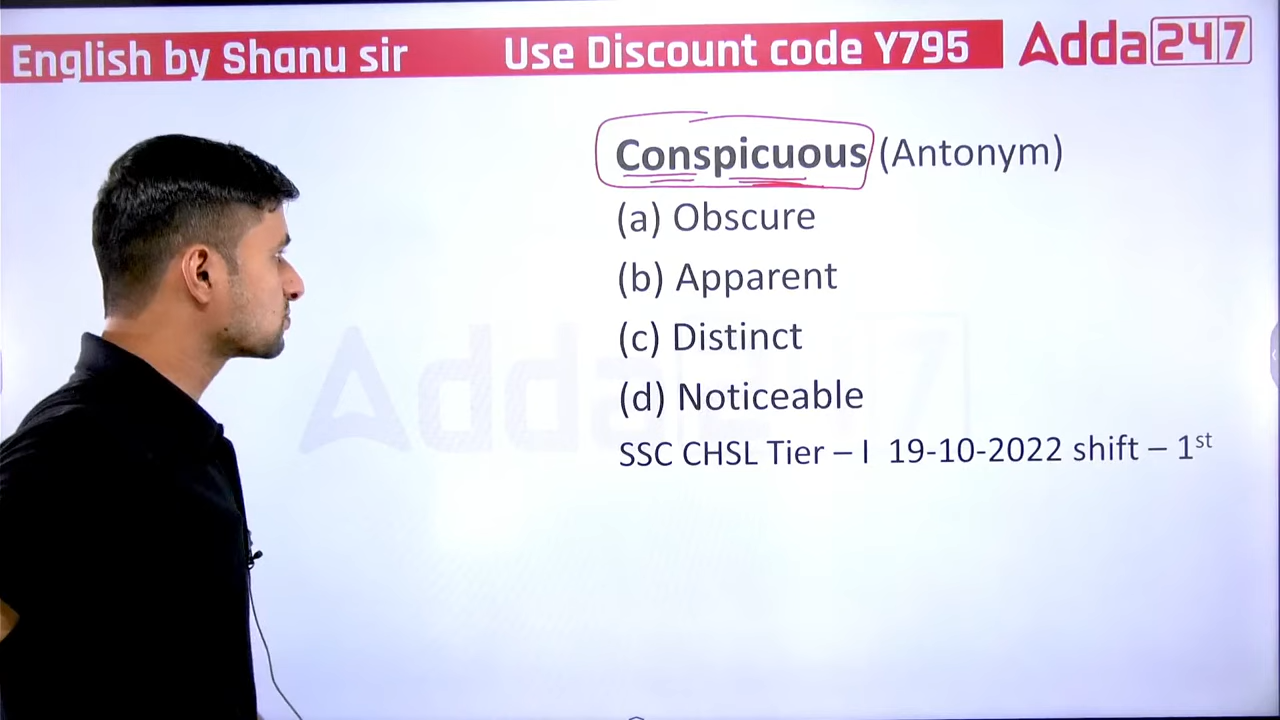 English by Shanu sir Use Discount code Y795 Adda247
Conspicuous (Antonym)
(a) Obscure
(b) Apparent
(c) Distinct
(d) Noticeable
SSC CHSL Tier – I 19-10-2022 shift – 1st
Adda247